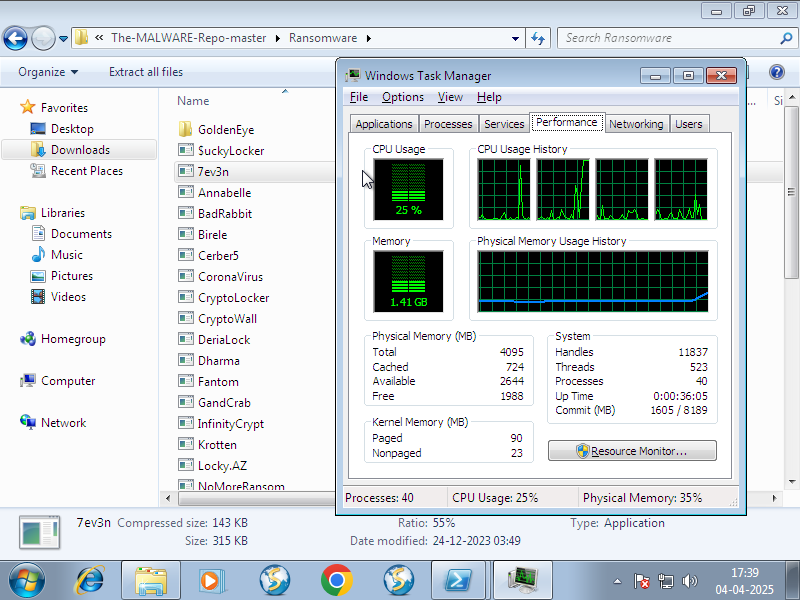 « The-MALWARE-Repo-master ▸ Ransomware ▸
Search Ransomware
Organize ▾
Extract all files
Favorites
Desktop
Downloads
Recent Places
Libraries
Documents
Music
Pictures
Videos
Homegroup
Computer
Network
Name
Si
GoldenEye
$uckyLocker
7ev3n
Annabelle
BadRabbit
Birele
Cerber5
CoronaVirus
CryptoLocker
CryptoWall
DeriaLock
Dharma
Fantom
GandCrab
InfinityCrypt
Krotten
Locky.AZ
NoMoreRansom
Windows Task Manager
File Options View Help
Applications Processes Services Performance Networking Users
CPU Usage
25 %
CPU Usage History
Memory
1.41 GB
Physical Memory Usage History
Physical Memory (MB)
Total 4095
Cached 724
Available 2644
Free 1988
Kernel Memory (MB)
Paged 90
Nonpaged 23
System
Handles 11837
Threads 523
Processes 40
Up Time 0:00:36:05
Commit (MB) 1605 / 8189
Resource Monitor...
Processes: 40 CPU Usage: 25% Physical Memory: 35%
7ev3n Compressed size: 143 KB Ratio: 55% Type: Application
Size: 315 KB Date modified: 24-12-2023 03:49
17:39
04-04-2025